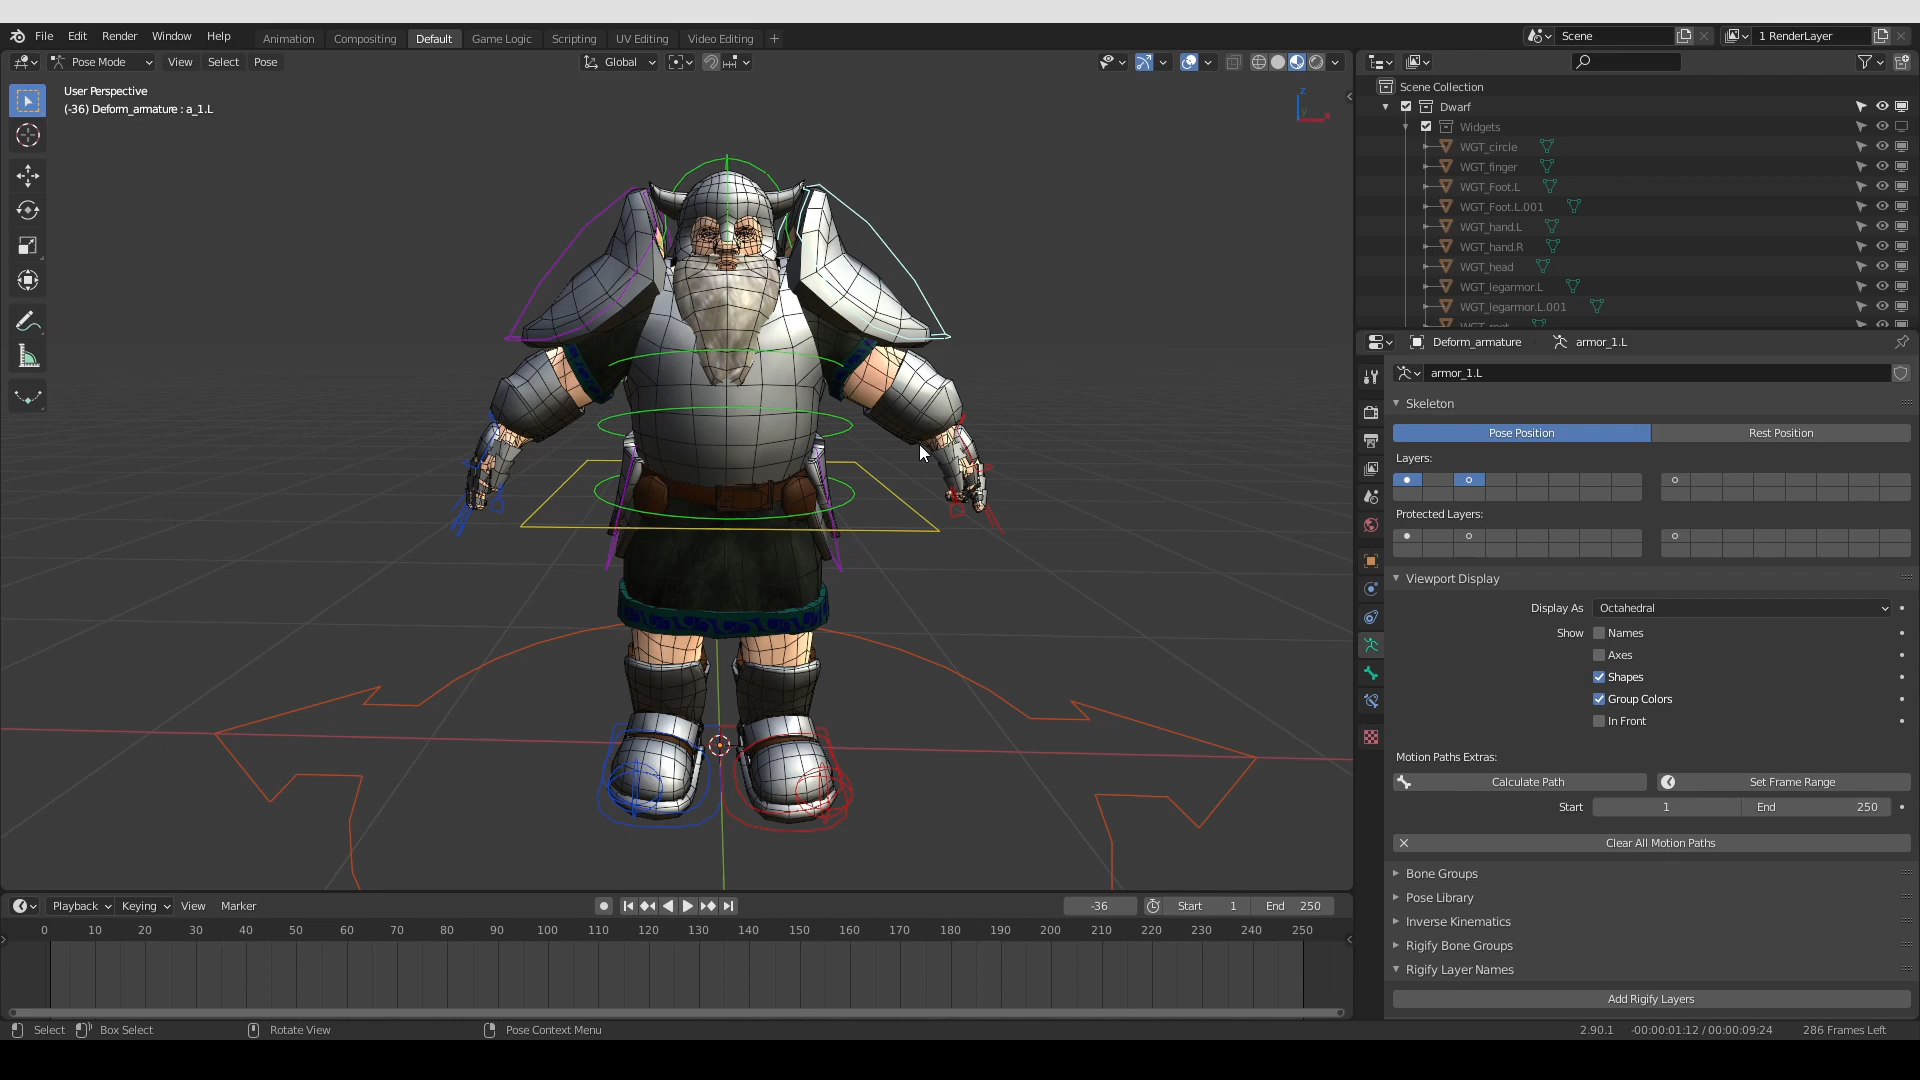 File Edit Render Window Help Animation Compositing Default Game Logic Scripting UV Editing Video Editing + Scene 1 RenderLayer
Pose Mode View Select Pose Global
User Perspective
(-36) Deform_armature : a_1.L
Z
Y
X
Scene Collection
Dwarf
Widgets
WGT_circle
WGT_finger
WGT_Foot.L
WGT_Foot.L.001
WGT_hand.L
WGT_hand.R
WGT_head
WGT_legarmor.L
WGT_legarmor.L.001
WGT_root
Deform_armature armor_1.L
armor_1.L
Skeleton
Pose Position Rest Position
Layers:
Protected Layers:
Viewport Display
Display As Octahedral
Show Names
Axes
Shapes
Group Colors
In Front
Motion Paths Extras:
Calculate Path Set Frame Range
Start 1 End 250
Clear All Motion Paths
Bone Groups
Pose Library
Inverse Kinematics
Rigify Bone Groups
Rigify Layer Names
Add Rigify Layers
Playback Keying View Marker -36 Start 1 End 250
0 10 20 30 40 50 60 70 80 90 100 110 120 130 140 150 160 170 180 190 200 210 220 230 240 250
Select Box Select Rotate View Pose Context Menu 2.90.1 -00:00:01:12 / 00:00:09:24 286 Frames Left